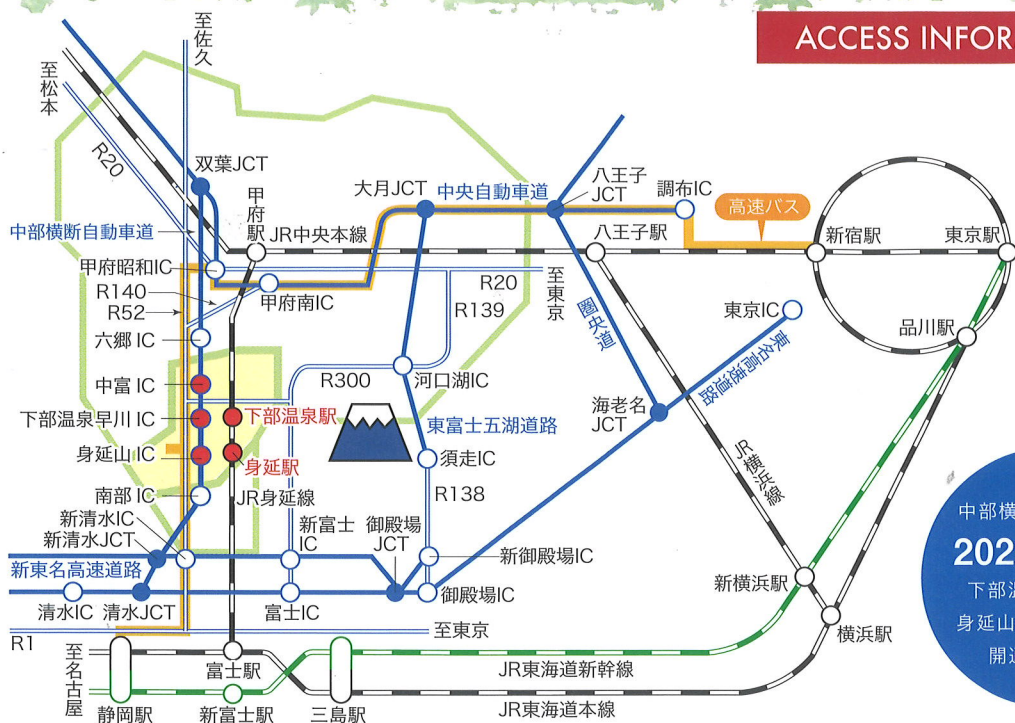 ACCESS INFOR
至佐久
至松本
R20
双葉JCT
中部横断自動車道
甲府駅
JR中央本線
大月JCT
中央自動車道
八王子
JCT
調布IC
高速バス
八王子駅
新宿駅
東京駅
甲府昭和IC
R140
R52
甲府南IC
R20
至東京
R139
圏央道
東京IC
品川駅
六郷IC
中富IC
下部温泉早川IC
身延山IC
南部IC
下部温泉駅
身延駅
JR身延線
R300
河口湖IC
東富士五湖道路
須走IC
R138
海老名
JCT
東名高速道路
JR横浜線
新清水IC
新清水JCT
新東名高速道路
清水IC
清水JCT
新富士
IC
富士IC
御殿場
JCT
新御殿場IC
御殿場IC
R1
至東京
至名古屋
静岡駅
富士駅
新富士駅
三島駅
JR東海道新幹線
JR東海道本線
新横浜駅
横浜駅
中部横
202
下部温
身延山
開通